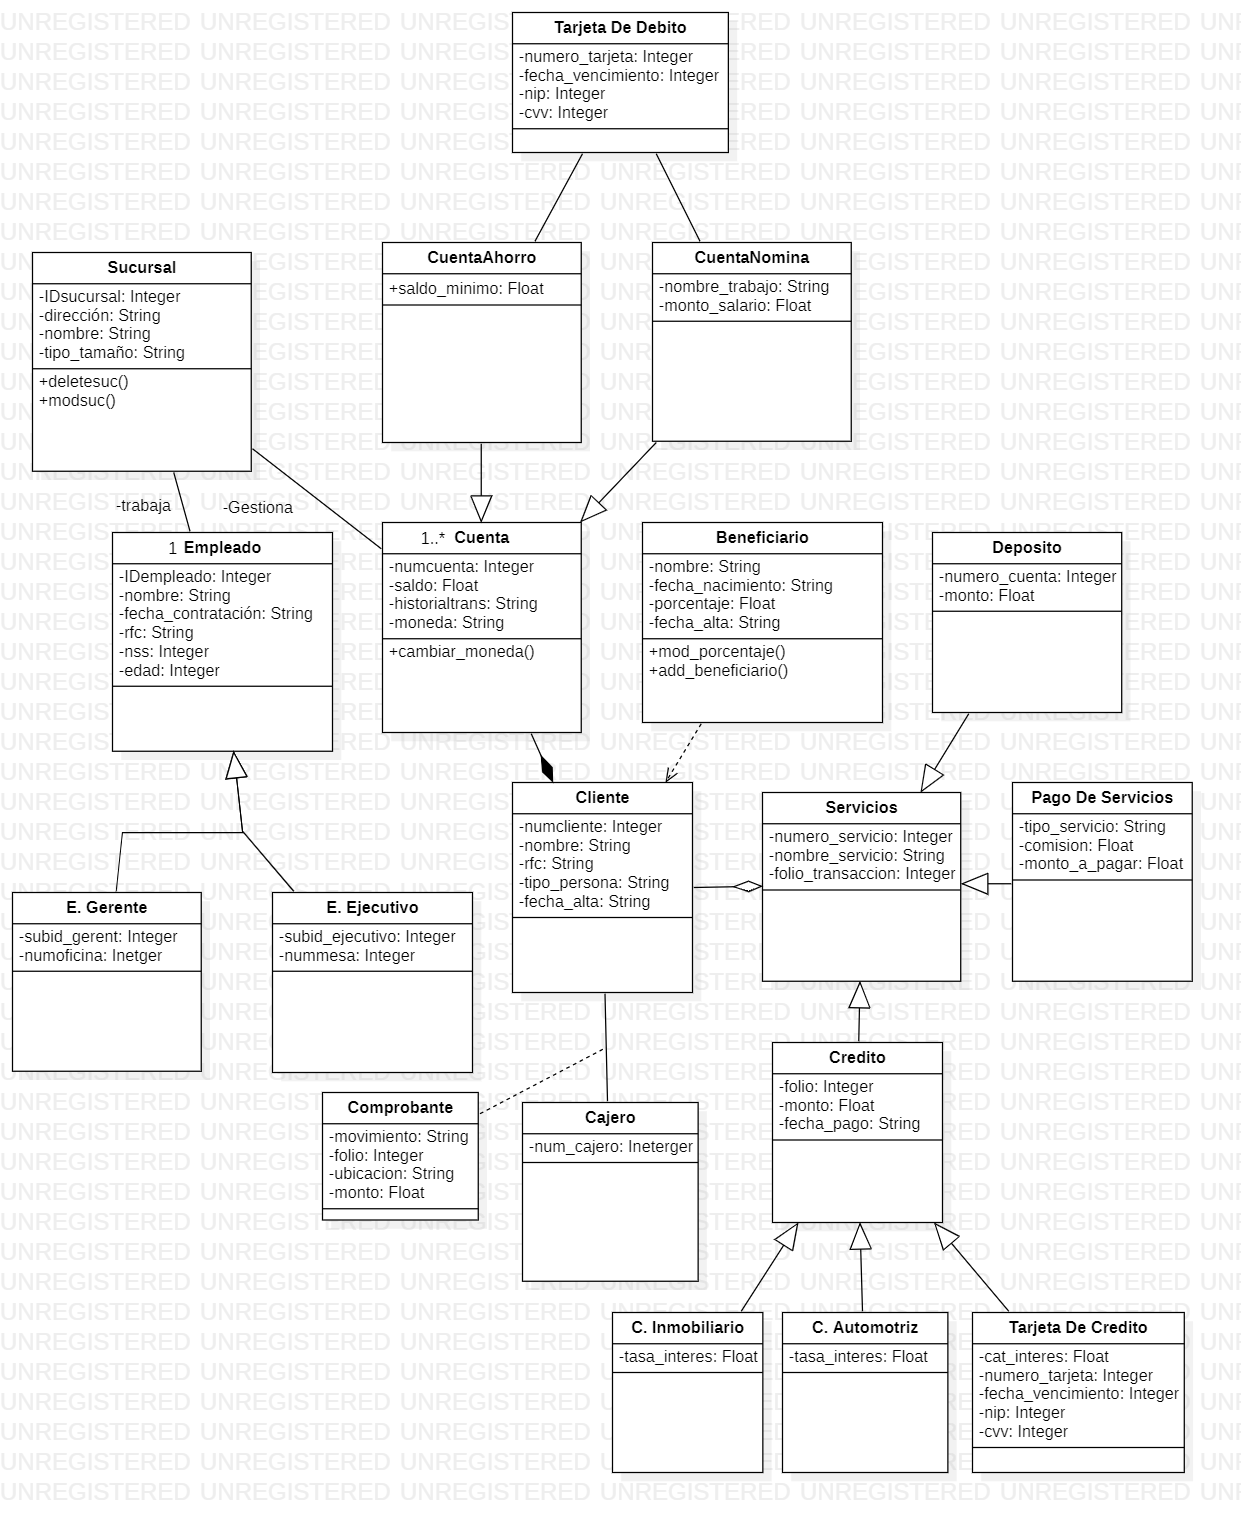 Tarjeta De Debito
-numero_tarjeta: Integer
-fecha_vencimiento: Integer
-nip: Integer
-cvv: Integer
Sucursal
-IDsucursal: Integer
-dirección: String
-nombre: String
-tipo_tamaño: String
+deletesuc()
+modsuc()
CuentaAhorro
+saldo_minimo: Float
CuentaNomina
-nombre_trabajo: String
-monto_salario: Float
-trabaja
-Gestiona
1 Empleado
-IDempleado: Integer
-nombre: String
-fecha_contratación: String
-rfc: String
-nss: Integer
-edad: Integer
1..* Cuenta
-numcuenta: Integer
-saldo: Float
-historialtrans: String
-moneda: String
+cambiar_moneda()
Beneficiario
-nombre: String
-fecha_nacimiento: String
-porcentaje: Float
-fecha_alta: String
+mod_porcentaje()
+add_beneficiario()
Deposito
-numero_cuenta: Integer
-monto: Float
Cliente
-numcliente: Integer
-nombre: String
-rfc: String
-tipo_persona: String
-fecha_alta: String
Servicios
-numero_servicio: Integer
-nombre_servicio: String
-folio_transaccion: Integer
Pago De Servicios
-tipo_servicio: String
-comision: Float
-monto_a_pagar: Float
E. Gerente
-subid_gerent: Integer
-numoficina: Inetger
E. Ejecutivo
-subid_ejecutivo: Integer
-nummesa: Integer
Comprobante
-movimiento: String
-folio: Integer
-ubicacion: String
-monto: Float
Cajero
-num_cajero: Ineterger
Credito
-folio: Integer
-monto: Float
-fecha_pago: String
C. Inmobiliario
-tasa_interes: Float
C. Automotriz
-tasa_interes: Float
Tarjeta De Credito
-cat_interes: Float
-numero_tarjeta: Integer
-fecha_vencimiento: Integer
-nip: Integer
-cvv: Integer
UNREGISTERED